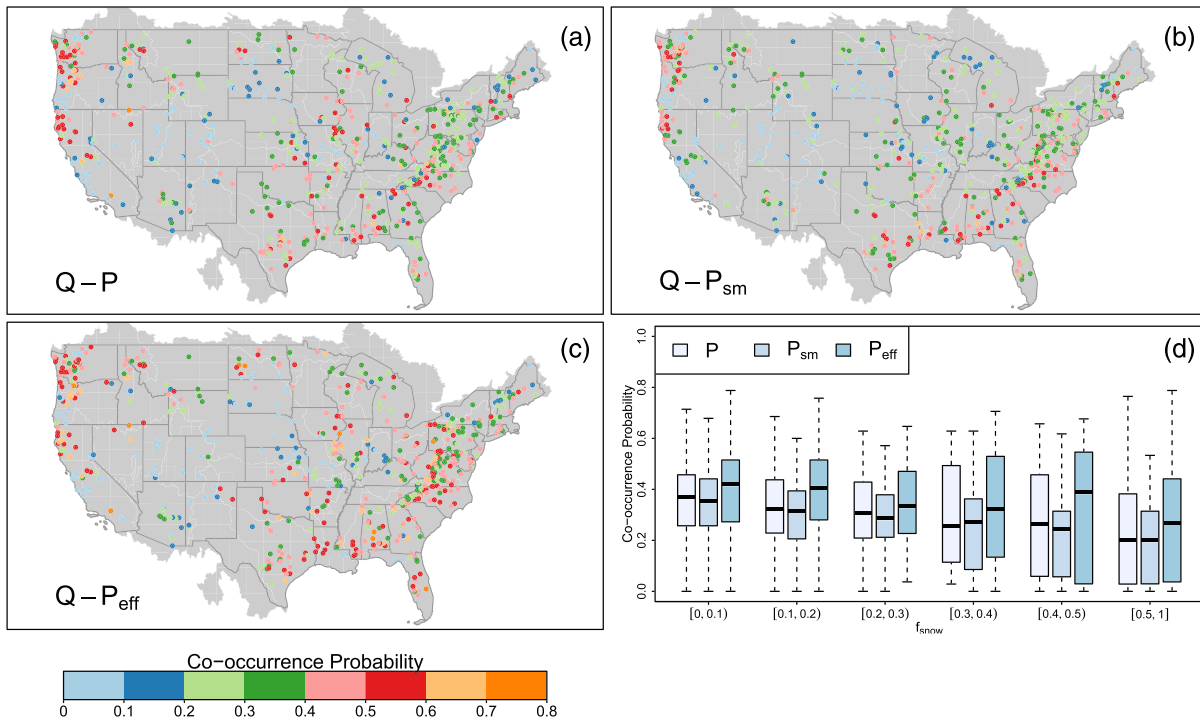 (a)
Q−P
(b)
Q−Psm
(c)
Q−Peff
(d)
P Psm Peff
Co−occurrence Probability
1.0
0.8
0.6
0.4
0.2
0.0
[0, 0.1) [0.1, 0.2) [0.2, 0.3) [0.3, 0.4) [0.4, 0.5) [0.5, 1]
fsnow
Co−occurrence Probability
0 0.1 0.2 0.3 0.4 0.5 0.6 0.7 0.8